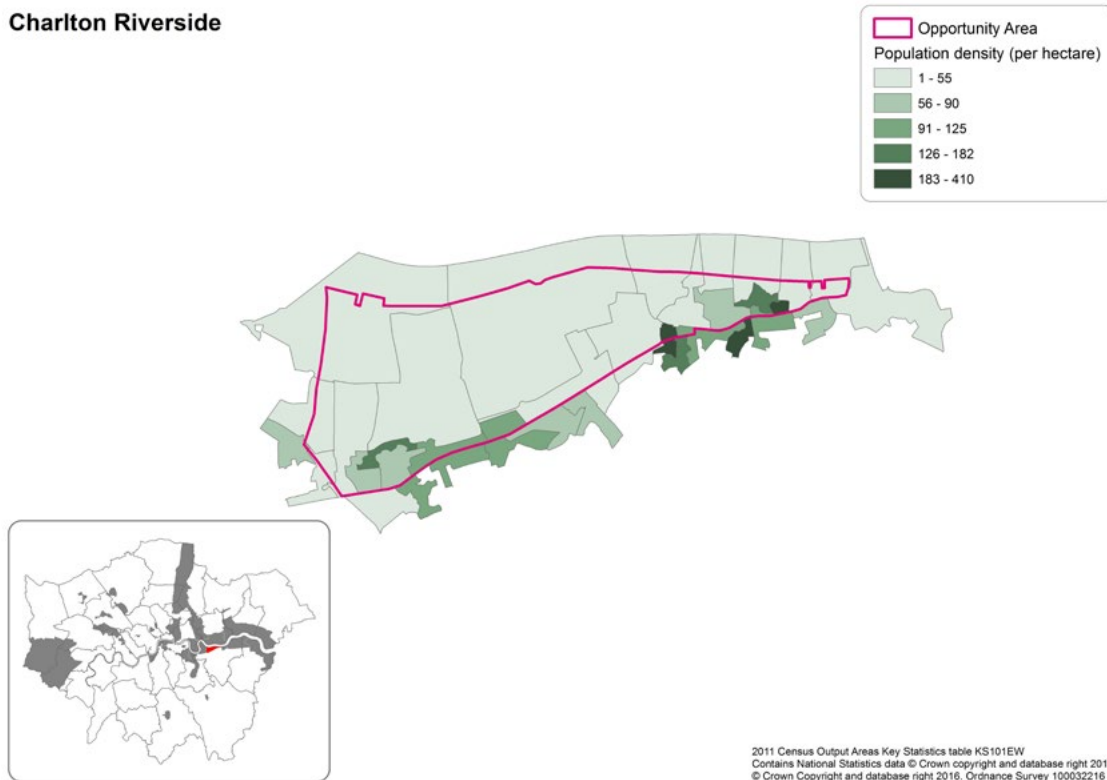 Charlton Riverside
Opportunity Area
Population density (per hectare)
1 - 55
56 - 90
91 - 125
126 - 182
183 - 410
2011 Census Output Areas Key Statistics table KS101EW
Contains National Statistics data © Crown copyright and database right 201
© Crown Copyright and database right 2016. Ordnance Survey 100032216